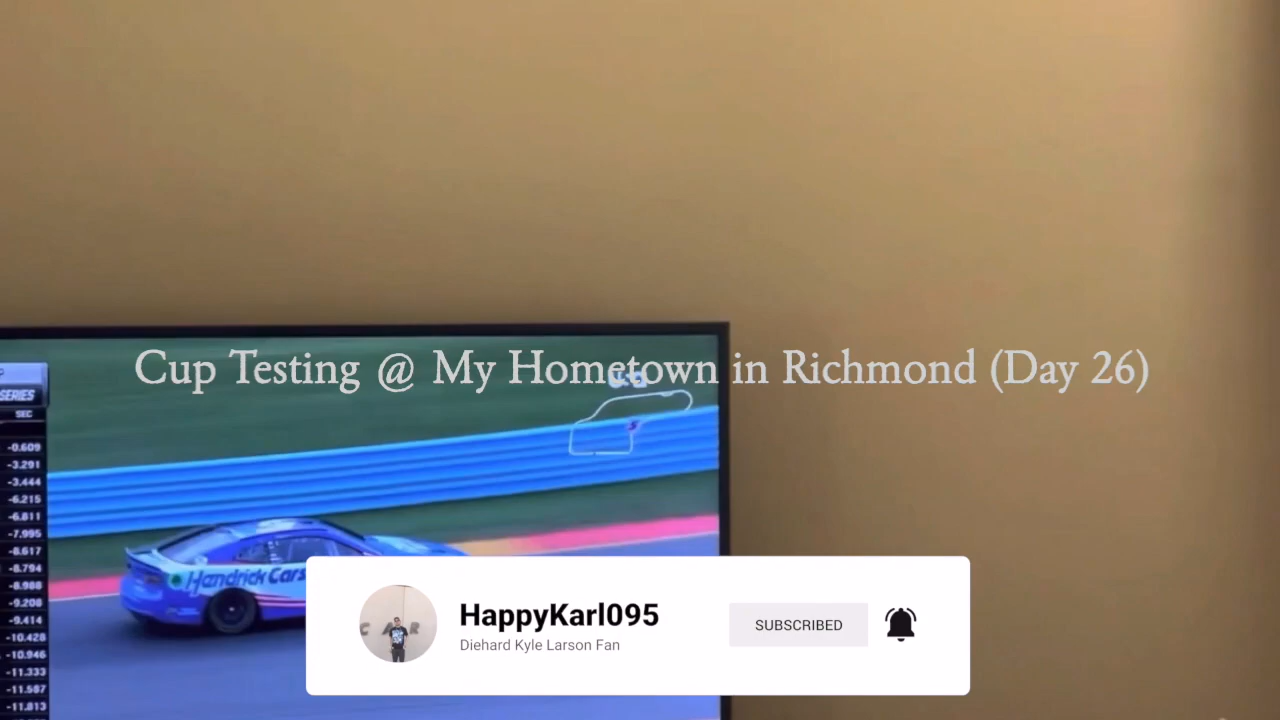 Cup Testing @ My Hometown in Richmond (Day 26)
SERIES
SEC
-0.609
-3.291
-3.444
-6.215
-6.811
-7.995
-8.617
-8.794
-8.988
-9.208
-9.414
-10.428
-10.946
-11.333
-11.587
-11.813
Hendrick Cars
HappyKarl095
Diehard Kyle Larson Fan
SUBSCRIBED